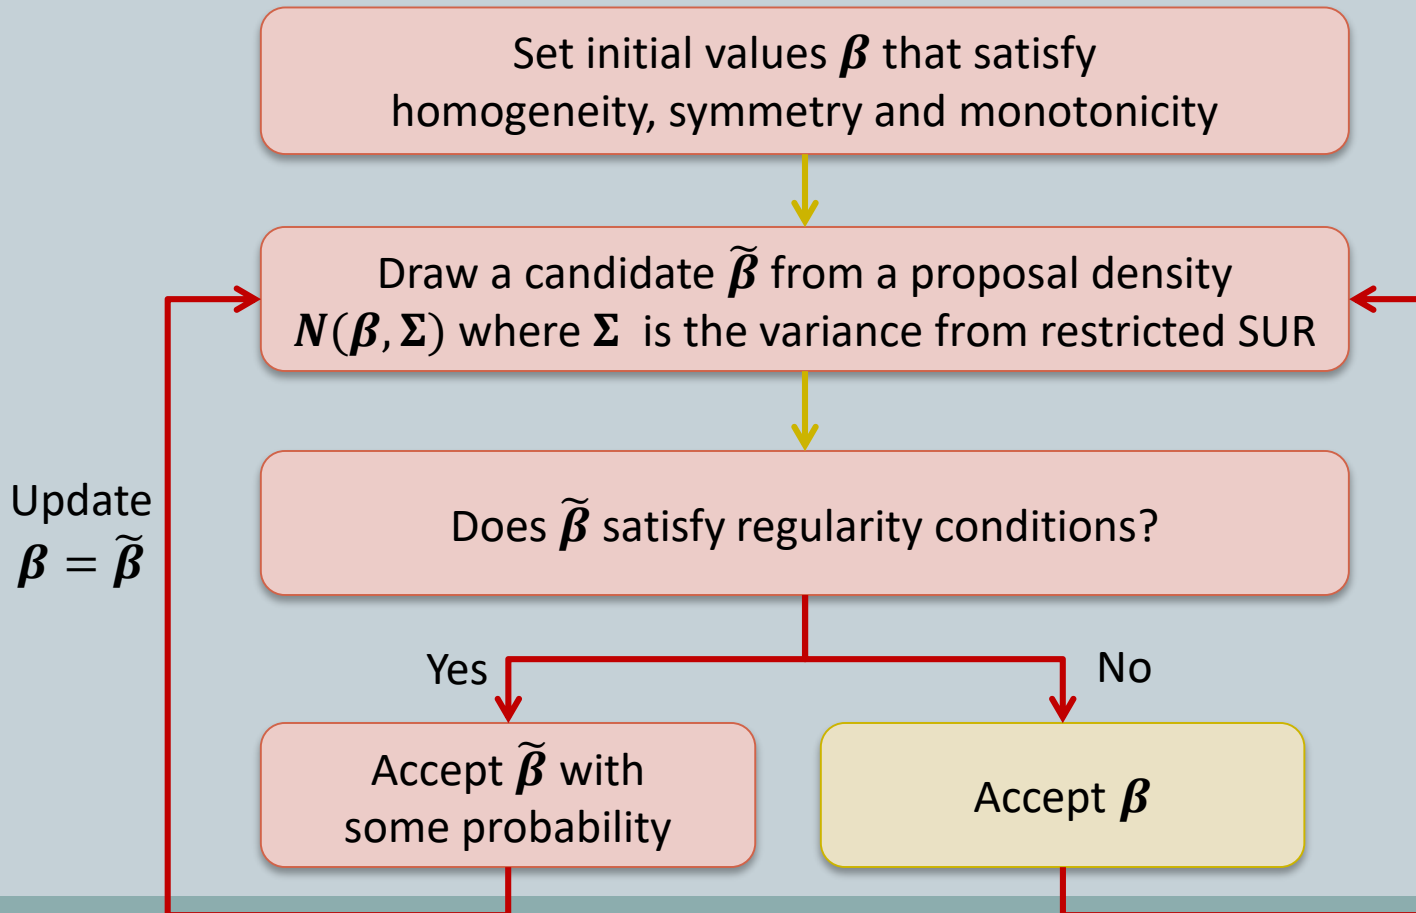 Set initial values 𝜷 that satisfy
homogeneity, symmetry and monotonicity
Draw a candidate 𝜷̃ from a proposal density
𝑵(𝜷, 𝚺) where 𝚺 is the variance from restricted SUR
Does 𝜷̃ satisfy regularity conditions?
Update
𝜷 = 𝜷̃
Yes
No
Accept 𝜷̃ with
some probability
Accept 𝜷